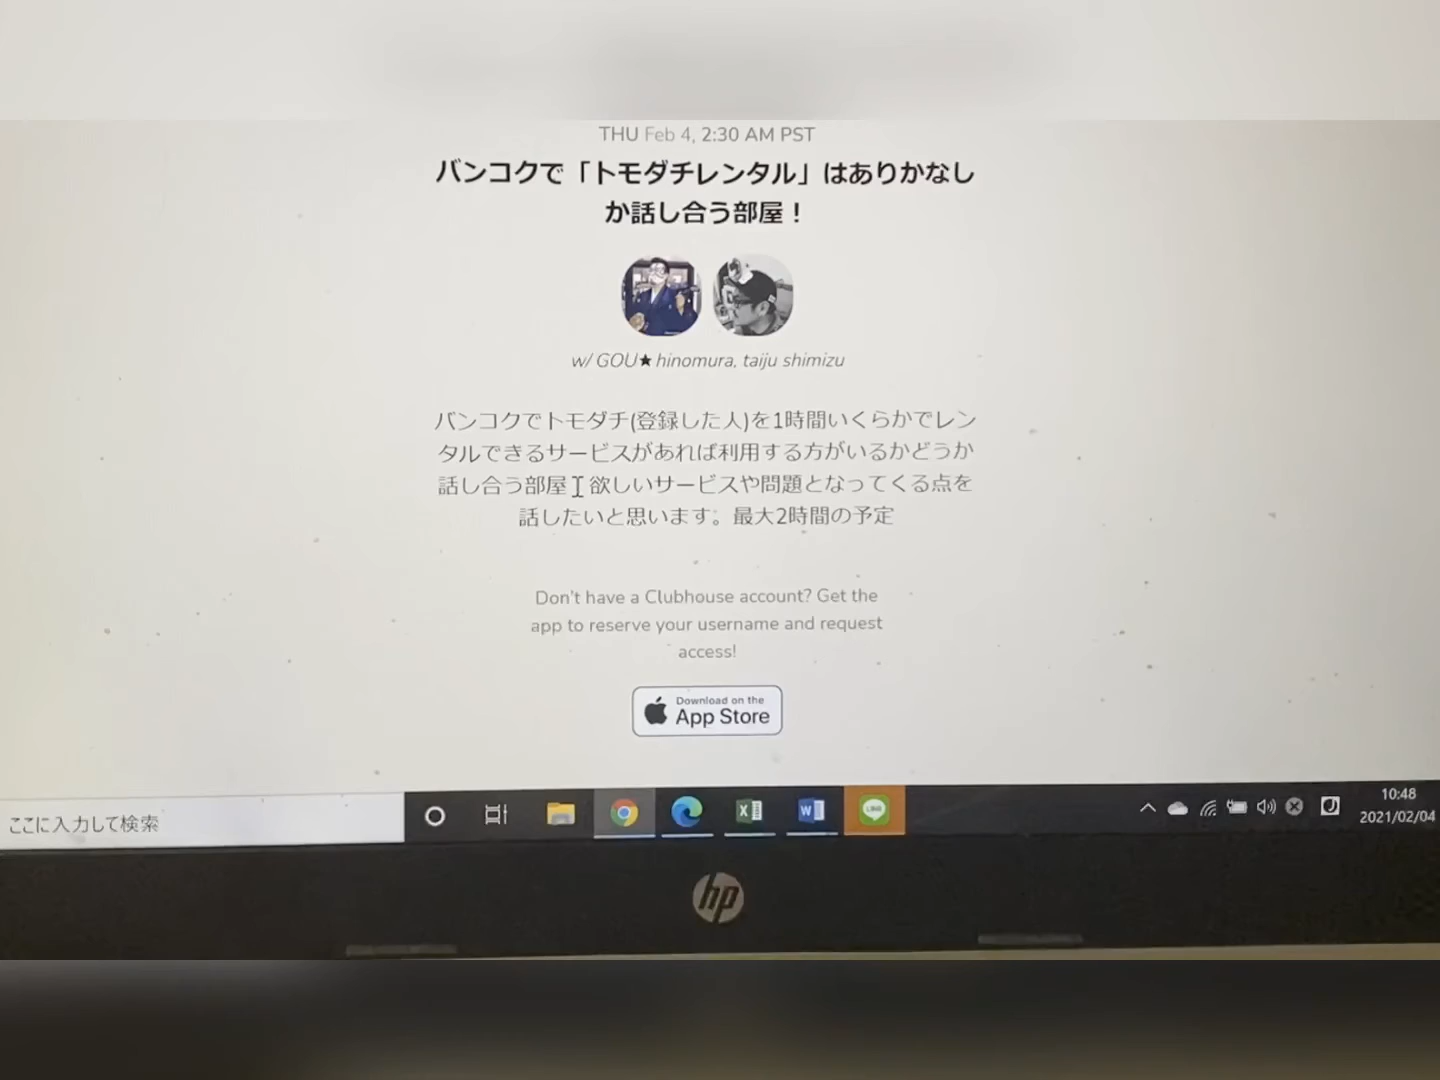 THU Feb 4, 2:30 AM PST
バンコクで「トモダチレンタル」はありかなし
か話し合う部屋！
w/ GOU★hinomura, taiju shimizu
バンコクでトモダチ(登録した人)を1時間いくらかでレン
タルできるサービスがあれば利用する方がいるかどうか
話し合う部屋 欲しいサービスや問題となってくる点を
話したいと思います。最大2時間の予定
Don't have a Clubhouse account? Get the
app to reserve your username and request
access!
Download on the
App Store
ここに入力して検索
LINE
10:48
2021/02/04
hp